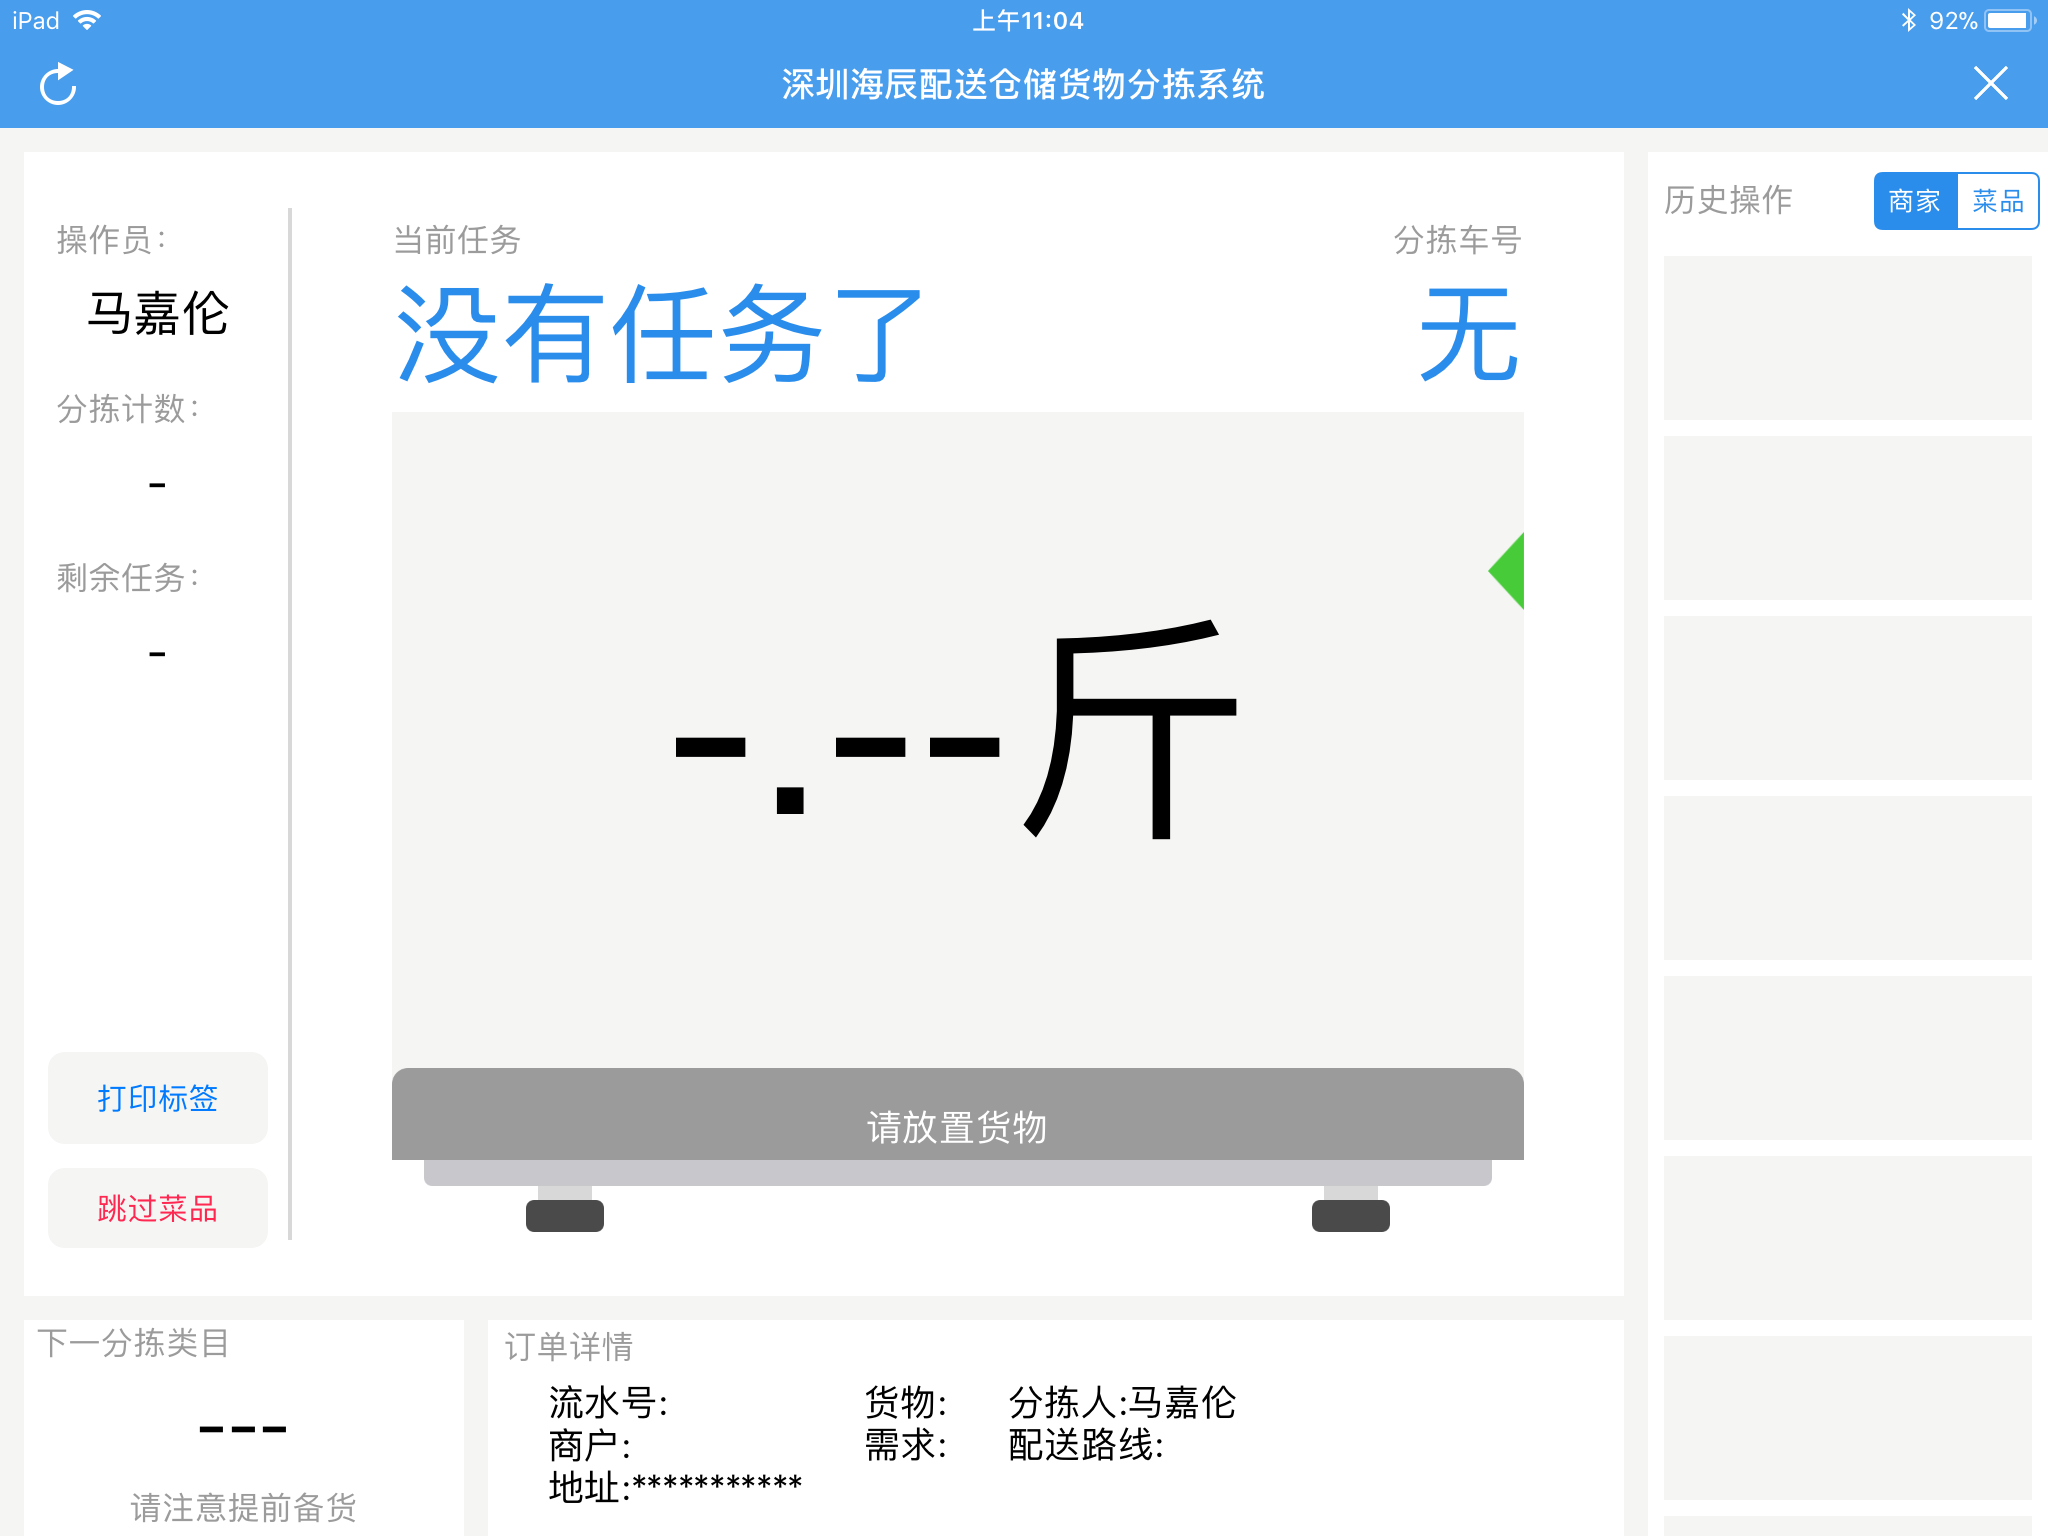 iPad
上午11:04
92%
深圳海辰配送仓储货物分拣系统
操作员：
马嘉伦
分拣计数：
-
剩余任务：
-
打印标签
跳过菜品
当前任务
没有任务了
分拣车号
无
-.--斤
请放置货物
历史操作
商家
菜品
下一分拣类目
---
请注意提前备货
订单详情
流水号:
商户:
地址:***********
货物:
需求:
分拣人:马嘉伦
配送路线: